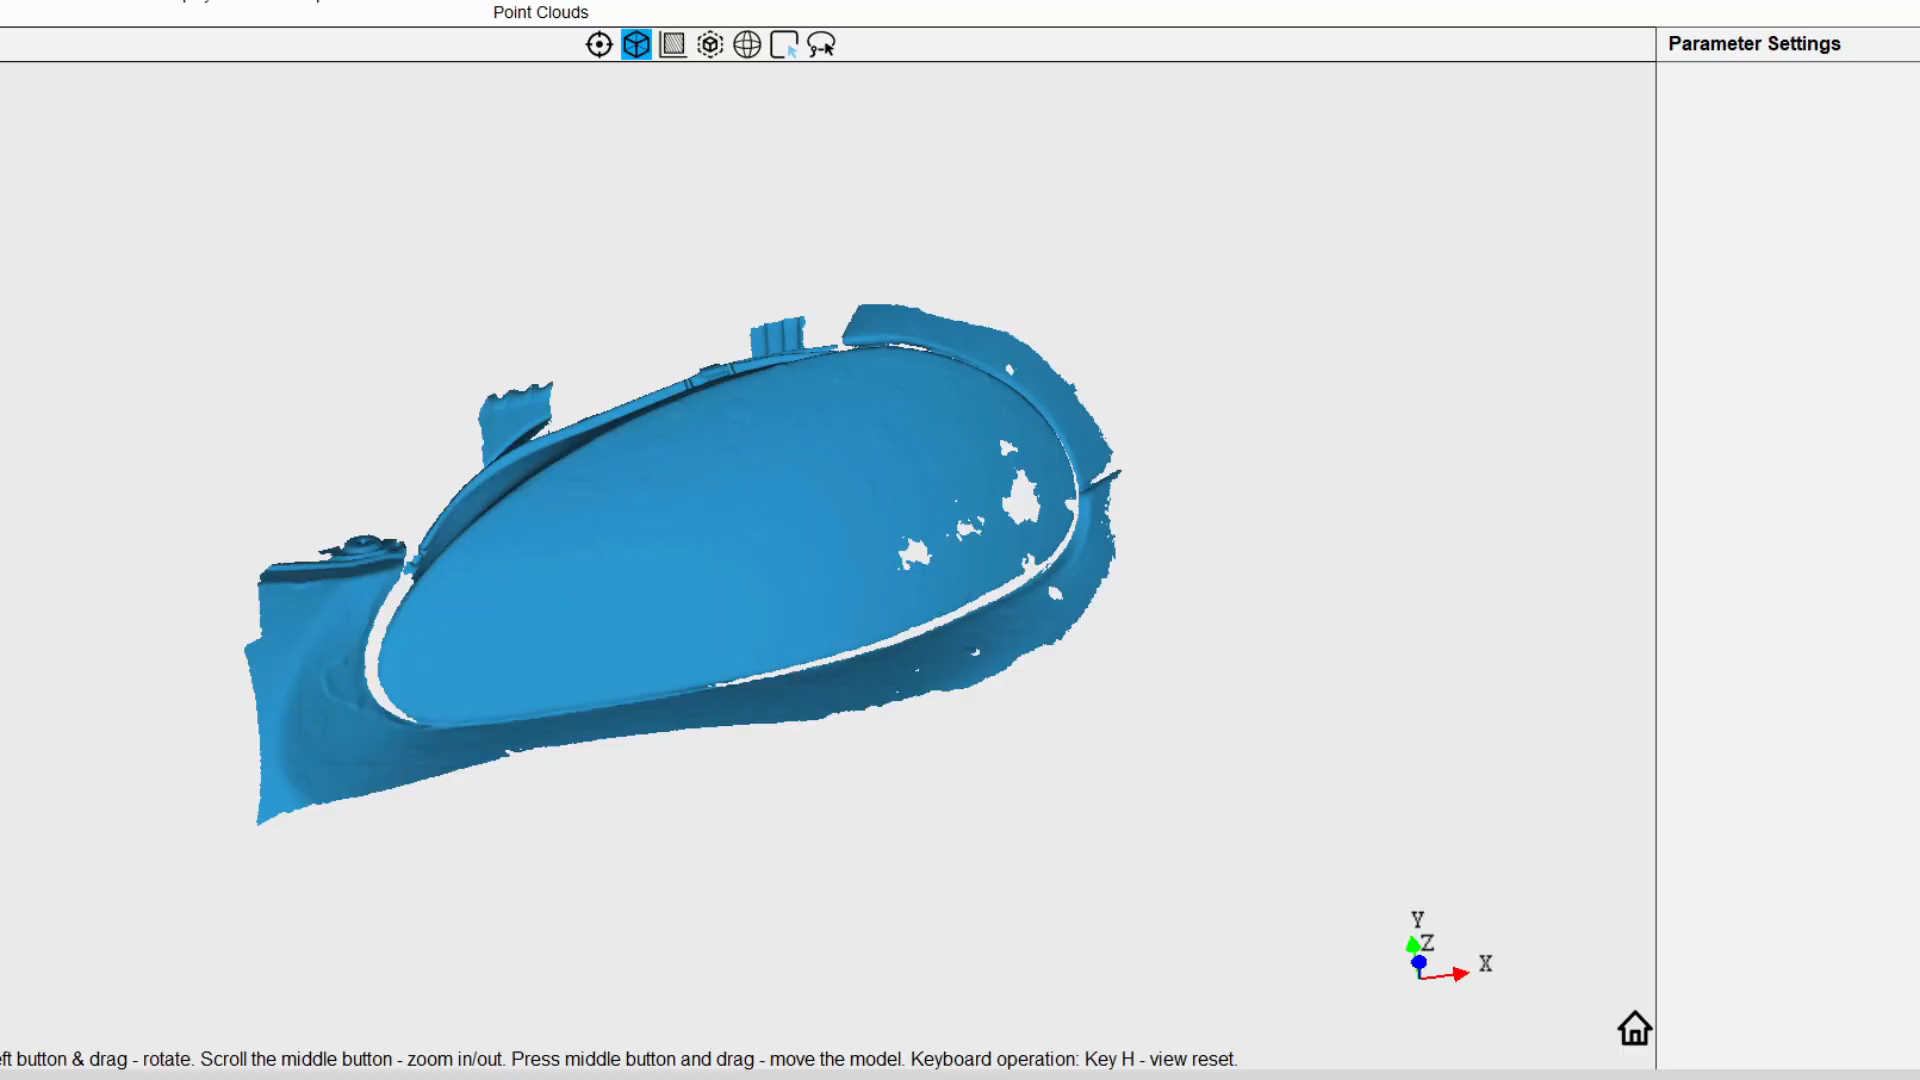 Point Clouds
Parameter Settings
Y
Z
X
button & drag - rotate. Scroll the middle button - zoom in/out. Press middle button and drag - move the model. Keyboard operation: Key H - view reset.